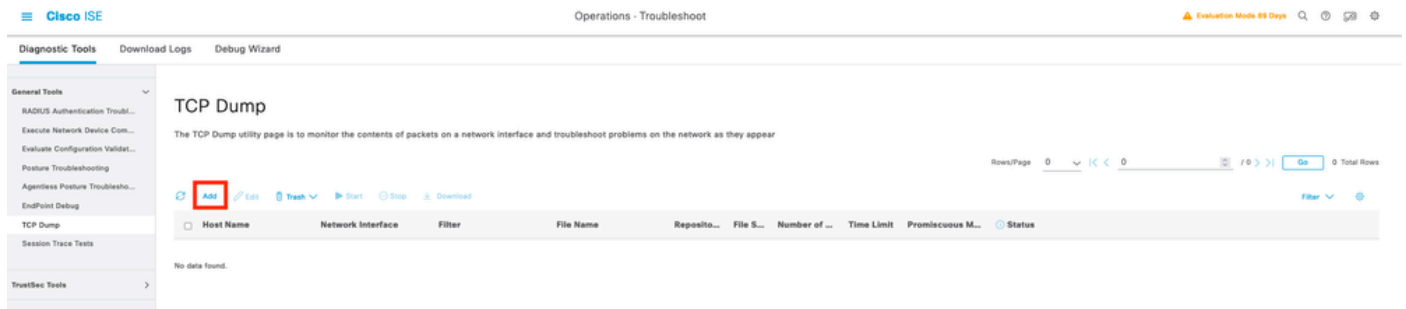 Cisco ISE
Operations - Troubleshoot
Evaluation Mode 89 Days
Diagnostic Tools Download Logs Debug Wizard
General Tools
RADIUS Authentication Troubl...
Execute Network Device Com...
Evaluate Configuration Validat...
Posture Troubleshooting
Agentless Posture Troublesho...
EndPoint Debug
TCP Dump
Session Trace Tests
TrustSec Tools
TCP Dump
The TCP Dump utility page is to monitor the contents of packets on a network interface and troubleshoot problems on the network as they appear
Rows/Page 0 |< < 0 / 0 > >| Go 0 Total Rows
Add Edit Trash Start Stop Download Filter
Host Name Network Interface Filter File Name Reposito... File S... Number of ... Time Limit Promiscuous M... Status
No data found.